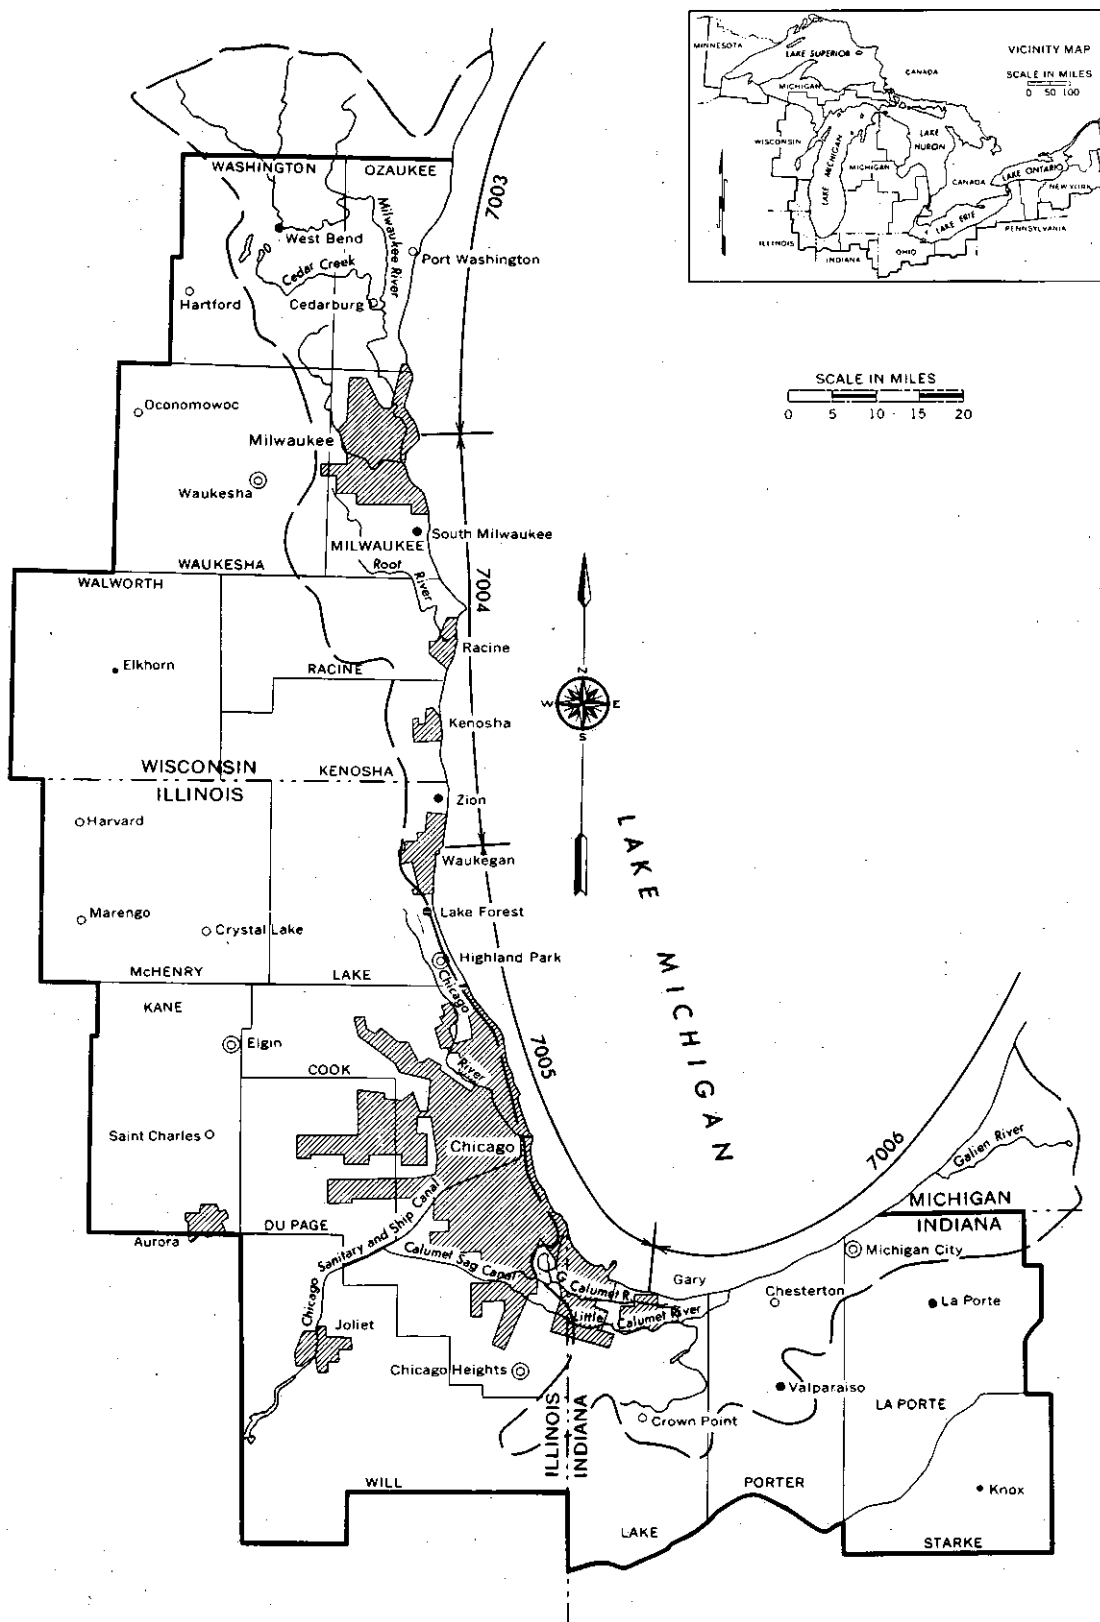 VICINITY MAP
SCALE IN MILES
0 50 100
MINNESOTA
LAKE SUPERIOR
CANADA
MICHIGAN
WISCONSIN
LAKE MICHIGAN
MICHIGAN
LAKE HURON
CANADA
LAKE ONTARIO
NEW YORK
LAKE ERIE
PENNSYLVANIA
ILLINOIS
INDIANA
OHIO
SCALE IN MILES
0 5 10 15 20
WASHINGTON
OZAUKEE
7003
West Bend
Milwaukee River
Port Washington
Cedar Creek
Hartford
Cedarburg
Oconomowoc
Milwaukee
Waukesha
South Milwaukee
MILWAUKEE
WAUKESHA
Root River
WALWORTH
7004
Racine
Elkhorn
RACINE
N
W E
S
Kenosha
WISCONSIN
KENOSHA
ILLINOIS
Zion
Harvard
Waukegan
LAKE MICHIGAN
Marengo
Lake Forest
Crystal Lake
Highland Park
McHENRY
LAKE
Chicago River
KANE
Elgin
COOK
7005
Saint Charles
Chicago
7006
Galien River
MICHIGAN
INDIANA
DU PAGE
Aurora
Chicago Sanitary and Ship Canal
Calumet Sag Canal
Michigan City
Gary
G. Calumet R.
Chesterton
La Porte
Little Calumet River
Joliet
Chicago Heights
Valparaiso
LA PORTE
ILLINOIS
INDIANA
Crown Point
WILL
PORTER
Knox
LAKE
STARKE